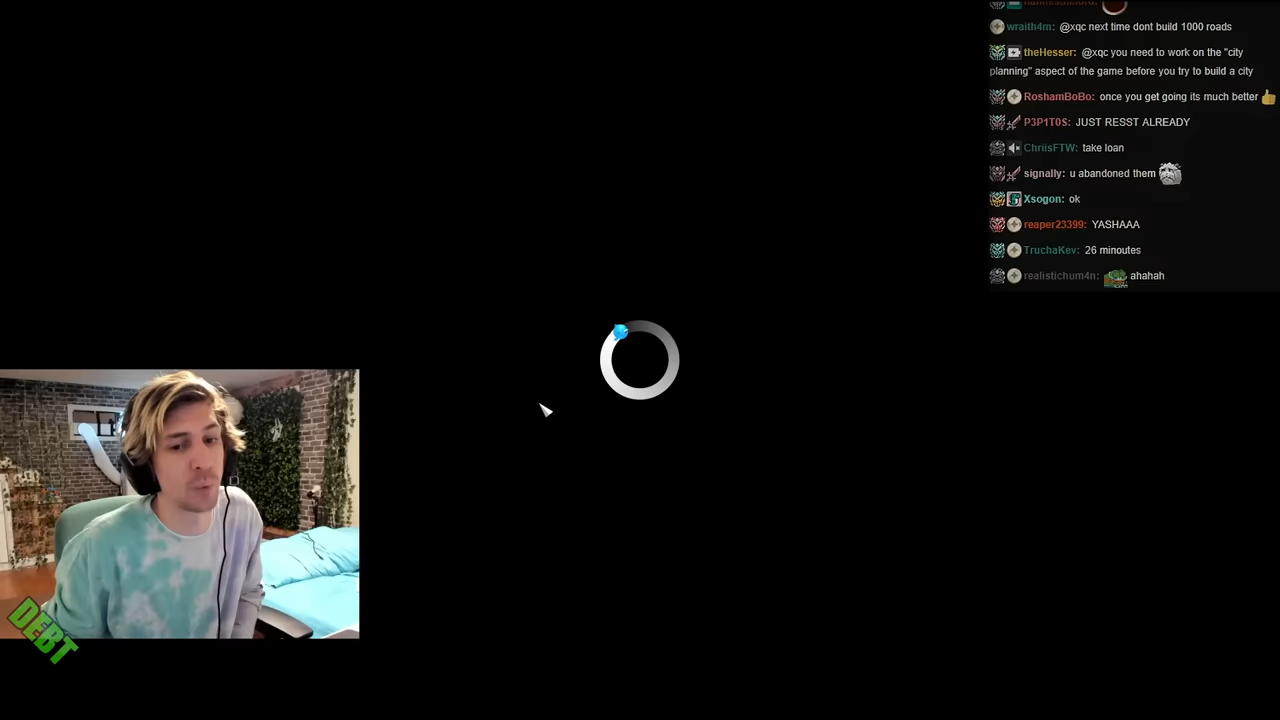 wraith4m: @xqc next time dont build 1000 roads
theHesser: @xqc you need to work on the "city
planning" aspect of the game before you try to build a city
RoshamBoBo: once you get going its much better
P3P1T0S: JUST RESST ALREADY
ChriisFTW: take loan
signally: u abandoned them
Xsogon: ok
reaper23399: YASHAAA
TruchaKev: 26 minoutes
realistichum4n: ahahah
DEBT